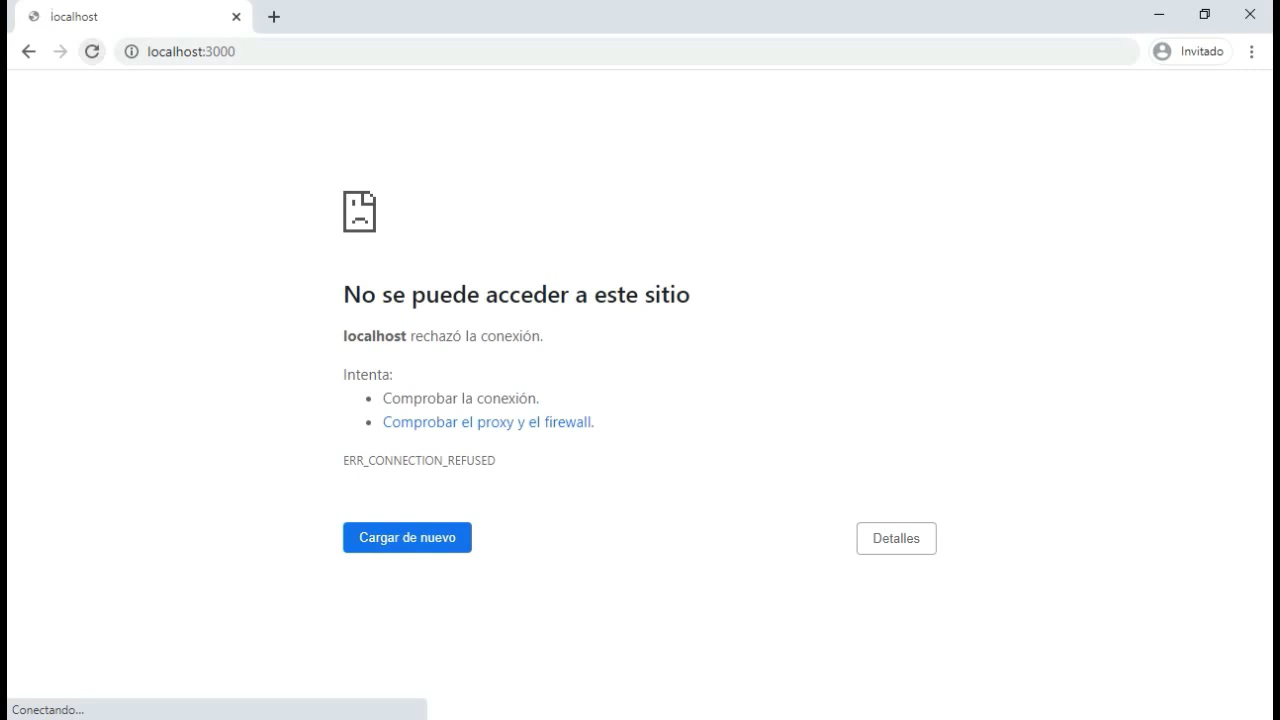 localhost
localhost:3000
Invitado
No se puede acceder a este sitio
localhost rechazó la conexión.
Intenta:
• Comprobar la conexión.
• Comprobar el proxy y el firewall.
ERR_CONNECTION_REFUSED
Cargar de nuevo
Detalles
Conectando...